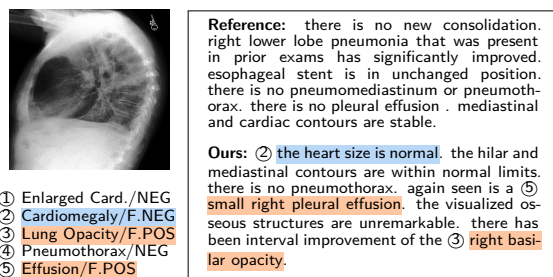 Reference: there is no new consolidation.
right lower lobe pneumonia that was present
in prior exams has significantly improved.
esophageal stent is in unchanged position.
there is no pneumomediastinum or pneumoth-
orax. there is no pleural effusion . mediastinal
and cardiac contours are stable.
Ours: ② the heart size is normal. the hilar and
mediastinal contours are within normal limits.
there is no pneumothorax. again seen is a ⑤
small right pleural effusion. the visualized os-
seous structures are unremarkable. there has
been interval improvement of the ③ right basi-
lar opacity.
① Enlarged Card./NEG
② Cardiomegaly/F.NEG
③ Lung Opacity/F.POS
④ Pneumothorax/NEG
⑤ Effusion/F.POS